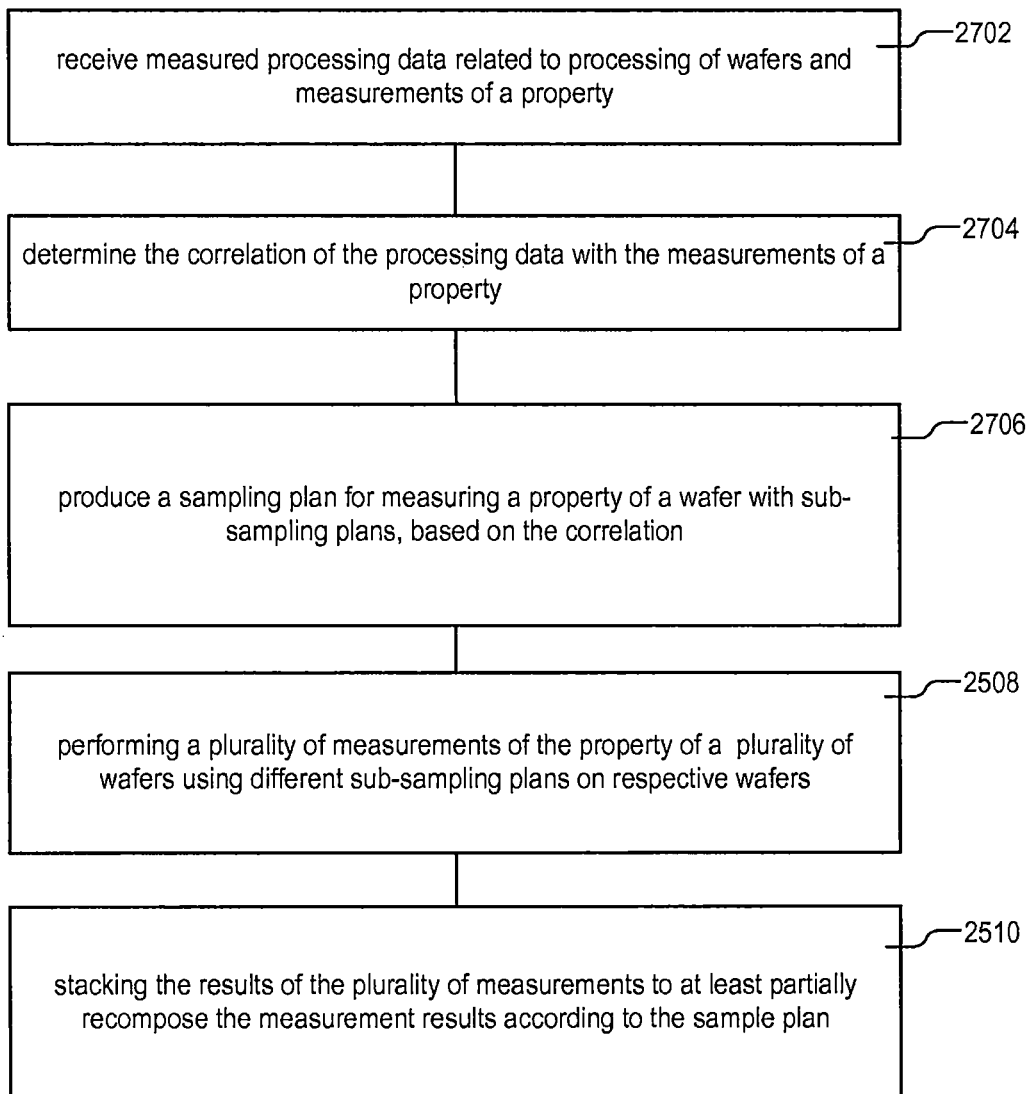 receive measured processing data related to processing of wafers and
measurements of a property
2702
determine the correlation of the processing data with the measurements of a
property
2704
produce a sampling plan for measuring a property of a wafer with sub-
sampling plans, based on the correlation
2706
performing a plurality of measurements of the property of a plurality of
wafers using different sub-sampling plans on respective wafers
2508
stacking the results of the plurality of measurements to at least partially
recompose the measurement results according to the sample plan
2510